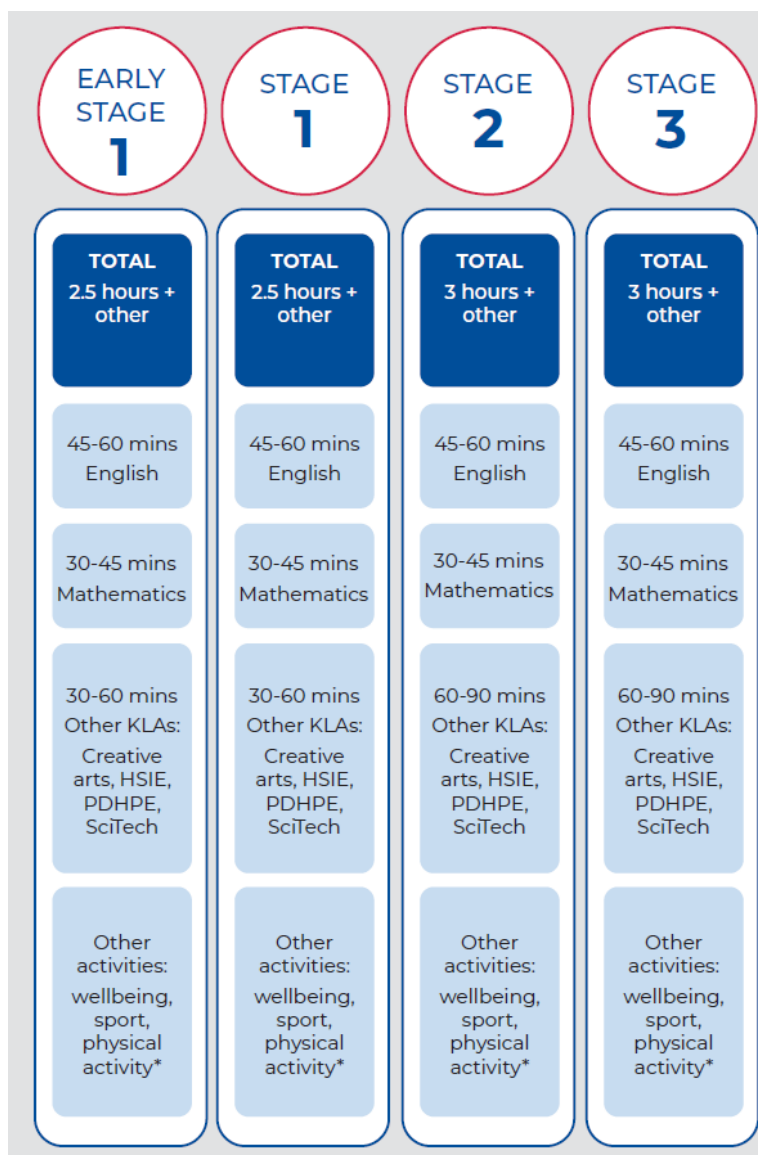 EARLY
STAGE
1
TOTAL
2.5 hours +
other
45-60 mins
English
30-45 mins
Mathematics
30-60 mins
Other KLAs:
Creative
arts, HSIE,
PDHPE,
SciTech
Other
activities:
wellbeing,
sport,
physical
activity*
STAGE
1
TOTAL
2.5 hours +
other
45-60 mins
English
30-45 mins
Mathematics
30-60 mins
Other KLAs:
Creative
arts, HSIE,
PDHPE,
SciTech
Other
activities:
wellbeing,
sport,
physical
activity*
STAGE
2
TOTAL
3 hours +
other
45-60 mins
English
30-45 mins
Mathematics
60-90 mins
Other KLAs:
Creative
arts, HSIE,
PDHPE,
SciTech
Other
activities:
wellbeing,
sport,
physical
activity*
STAGE
3
TOTAL
3 hours +
other
45-60 mins
English
30-45 mins
Mathematics
60-90 mins
Other KLAs:
Creative
arts, HSIE,
PDHPE,
SciTech
Other
activities:
wellbeing,
sport,
physical
activity*